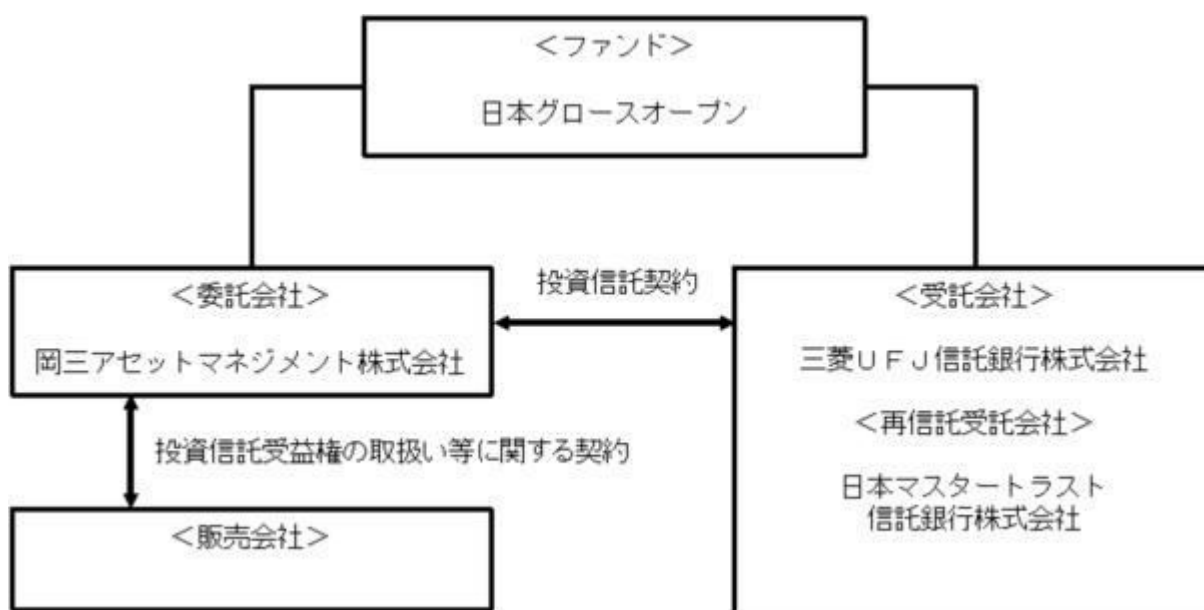 ＜ファンド＞
日本グロースオープン
＜委託会社＞
岡三アセットマネジメント株式会社
投資信託契約
＜受託会社＞
三菱ＵＦＪ信託銀行株式会社
＜再信託受託会社＞
日本マスタートラスト
信託銀行株式会社
投資信託受益権の取扱い等に関する契約
＜販売会社＞